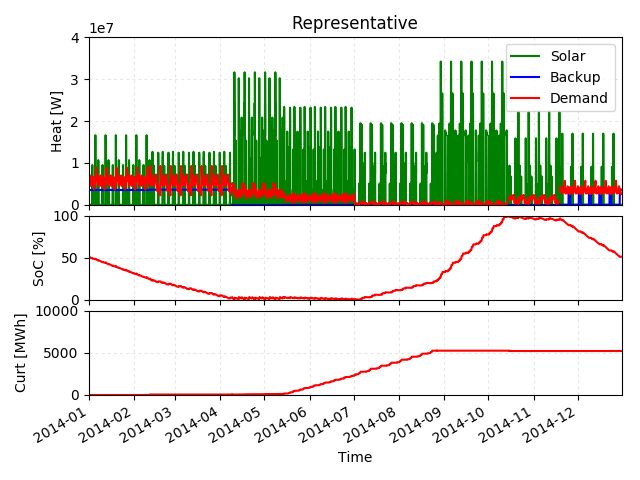 Representative
1e7
4
3
2
1
0
Heat [W]
Solar
Backup
Demand
100
50
0
SoC [%]
10000
5000
0
Curt [MWh]
2014-01
2014-02
2014-03
2014-04
2014-05
2014-06
2014-07
2014-08
2014-09
2014-10
2014-11
2014-12
Time